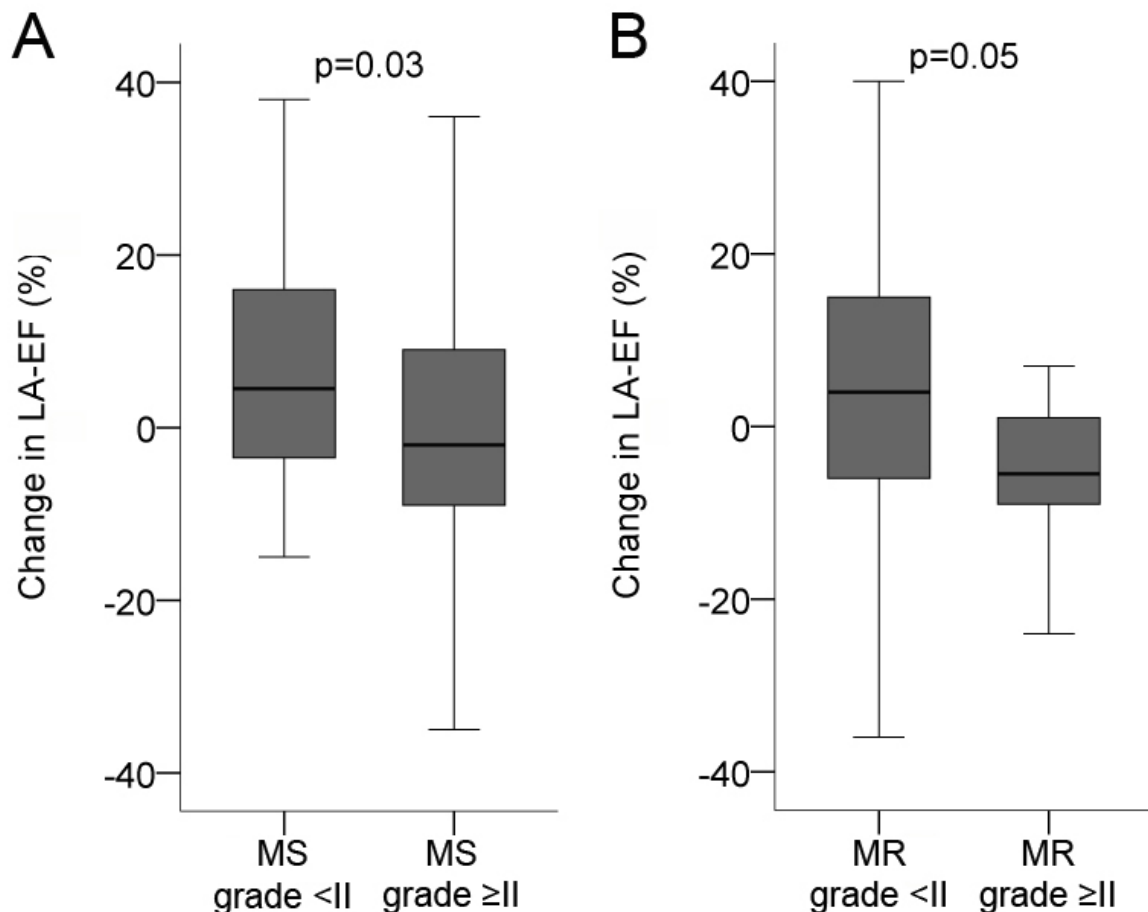 A
p=0.03
Change in LA-EF (%)
40
20
0
-20
-40
MS
grade <II
MS
grade ≥II
B
p=0.05
Change in LA-EF (%)
40
20
0
-20
-40
MR
grade <II
MR
grade ≥II